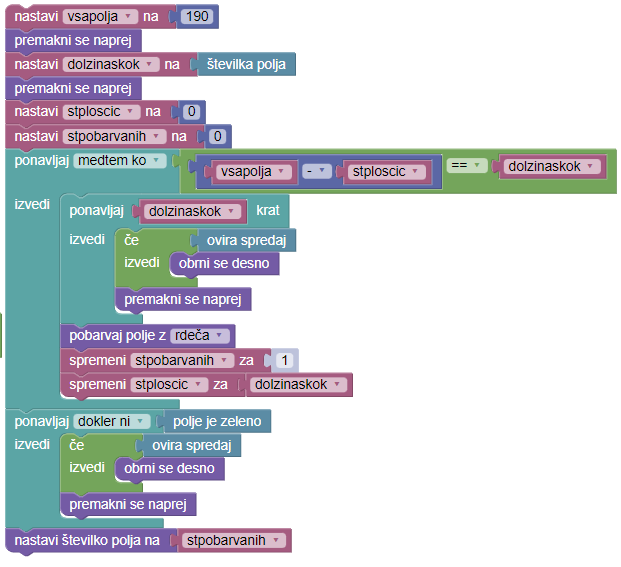 nastavi vsapolja na 190
premakni se naprej
nastavi dolzinaskok na številka polja
premakni se naprej
nastavi stploscic na 0
nastavi stpobarvanih na 0
ponavljaj medtem ko vsapolja - stploscic == dolzinaskok
izvedi ponavljaj dolzinaskok krat
izvedi če ovira spredaj
izvedi obrni se desno
premakni se naprej
pobarvaj polje z rdeča
spremeni stpobarvanih za 1
spremeni stploscic za dolzinaskok
ponavljaj dokler ni polje je zeleno
izvedi če ovira spredaj
izvedi obrni se desno
premakni se naprej
nastavi številko polja na stpobarvanih